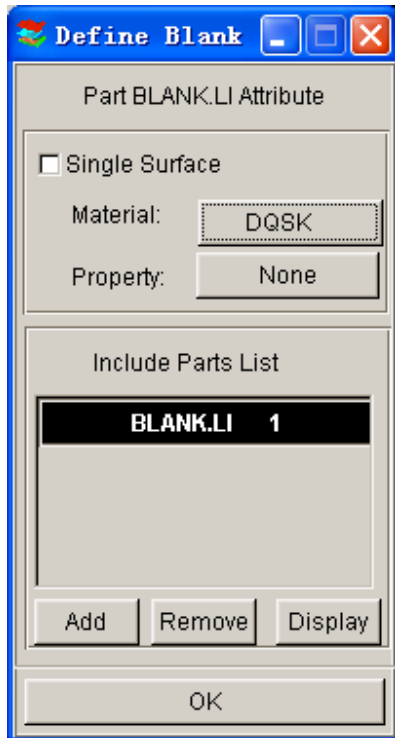 Define Blank
Part BLANK.LI Attribute
Single Surface
Material: DQSK
Property: None
Include Parts List
BLANK.LI 1
Add Remove Display
OK